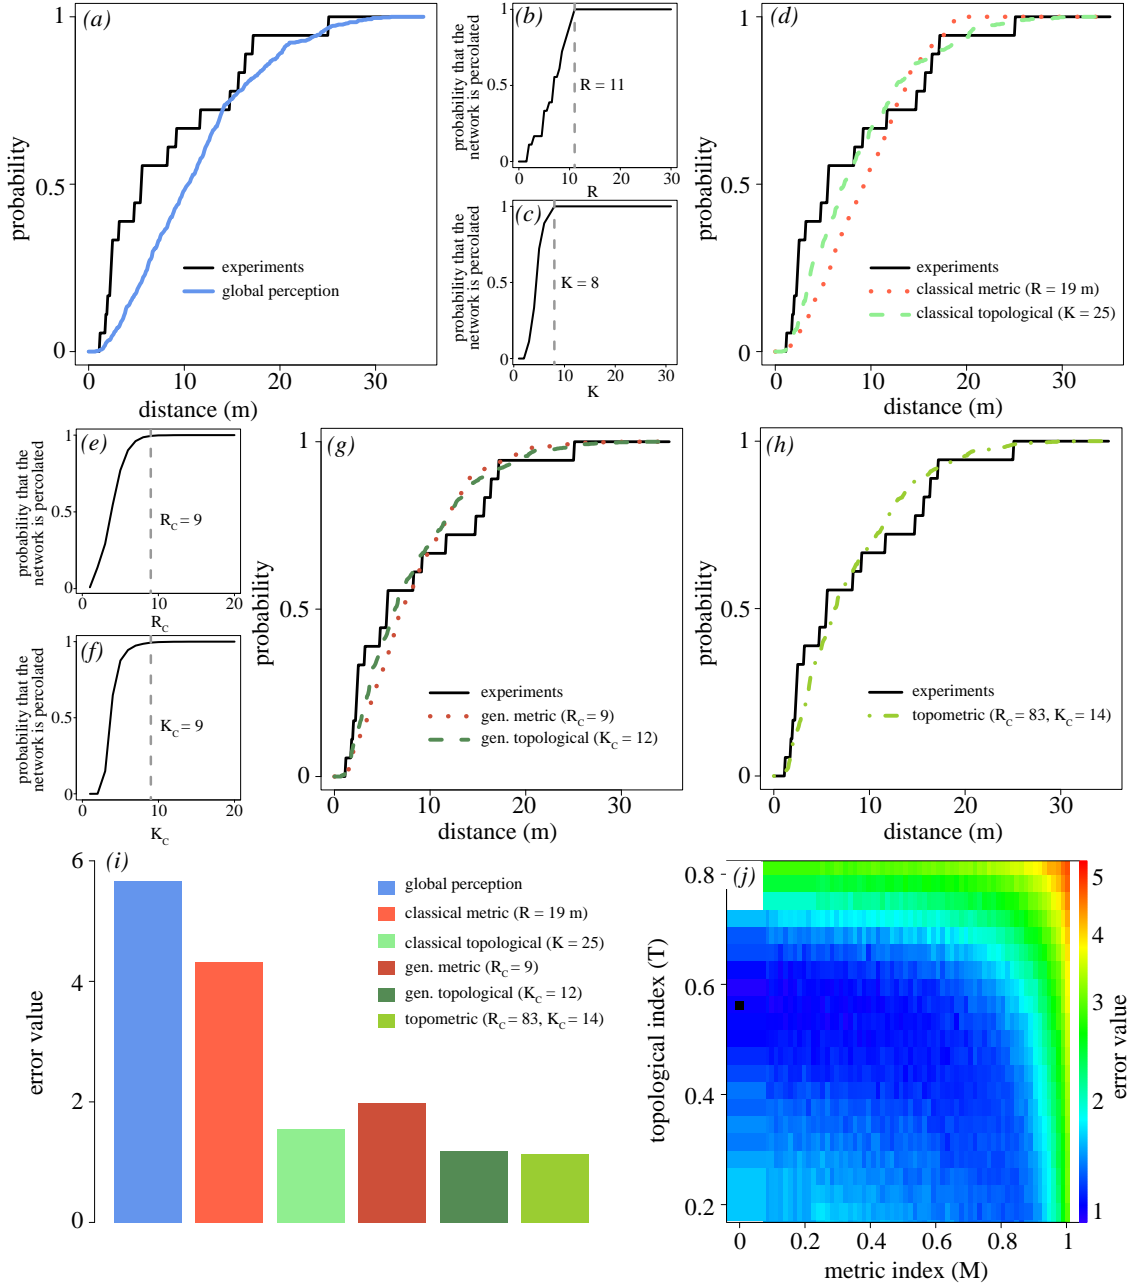 (a)
probability
1
0.5
0
experiments
global perception
0
10
20
30
distance (m)
(b)
probability that the
network is percolated
1
0.5
0
R = 11
0
10
20
30
R
(c)
probability that the
network is percolated
1
0.5
0
K = 8
0
10
20
30
K
(d)
probability
1
0.5
0
experiments
classical metric (R = 19 m)
classical topological (K = 25)
0
10
20
30
distance (m)
(e)
probability that the
network is percolated
1
0.5
0
R_C = 9
0
10
20
R_C
(f)
probability that the
network is percolated
1
0.5
0
K_C = 9
0
10
20
K_C
(g)
probability
1
0.5
0
experiments
gen. metric (R_C = 9)
gen. topological (K_C = 12)
0
10
20
30
distance (m)
(h)
probability
1
0.5
0
experiments
topometric (R_C = 83, K_C = 14)
0
10
20
30
distance (m)
(i)
error value
6
4
2
0
global perception
classical metric (R = 19 m)
classical topological (K = 25)
gen. metric (R_C = 9)
gen. topological (K_C = 12)
topometric (R_C = 83, K_C = 14)
(j)
topological index (T)
0.8
0.6
0.4
0.2
0
0.2
0.4
0.6
0.8
1
metric index (M)
5
4
3
2
1
error value